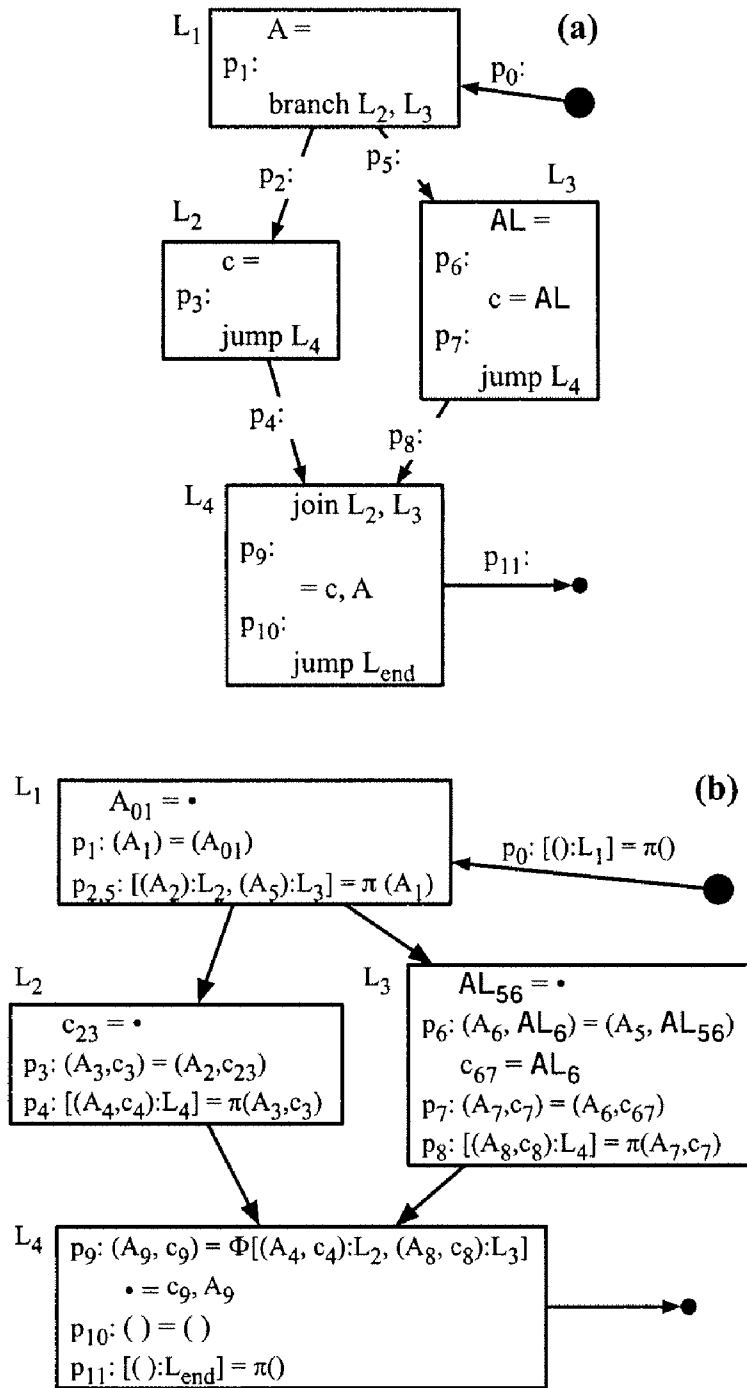 (a)
L₁
A =
p₁:
branch L₂, L₃
p₀:
p₂:
p₅:
L₂
c =
p₃:
jump L₄
L₃
AL =
p₆:
c = AL
p₇:
jump L₄
p₄:
p₈:
L₄
join L₂, L₃
p₉:
= c, A
p₁₀:
jump L_end
p₁₁:
(b)
L₁
A₀₁ = •
p₁: (A₁) = (A₀₁)
p₂,₅: [(A₂):L₂, (A₅):L₃] = π (A₁)
p₀: [():L₁] = π()
L₂
c₂₃ = •
p₃: (A₃,c₃) = (A₂,c₂₃)
p₄: [(A₄,c₄):L₄] = π(A₃,c₃)
L₃
AL₅₆ = •
p₆: (A₆, AL₆) = (A₅, AL₅₆)
c₆₇ = AL₆
p₇: (A₇,c₇) = (A₆,c₆₇)
p₈: [(A₈,c₈):L₄] = π(A₇,c₇)
L₄
p₉: (A₉, c₉) = Φ[(A₄, c₄):L₂, (A₈, c₈):L₃]
• = c₉, A₉
p₁₀: ( ) = ( )
p₁₁: [( ):L_end] = π()